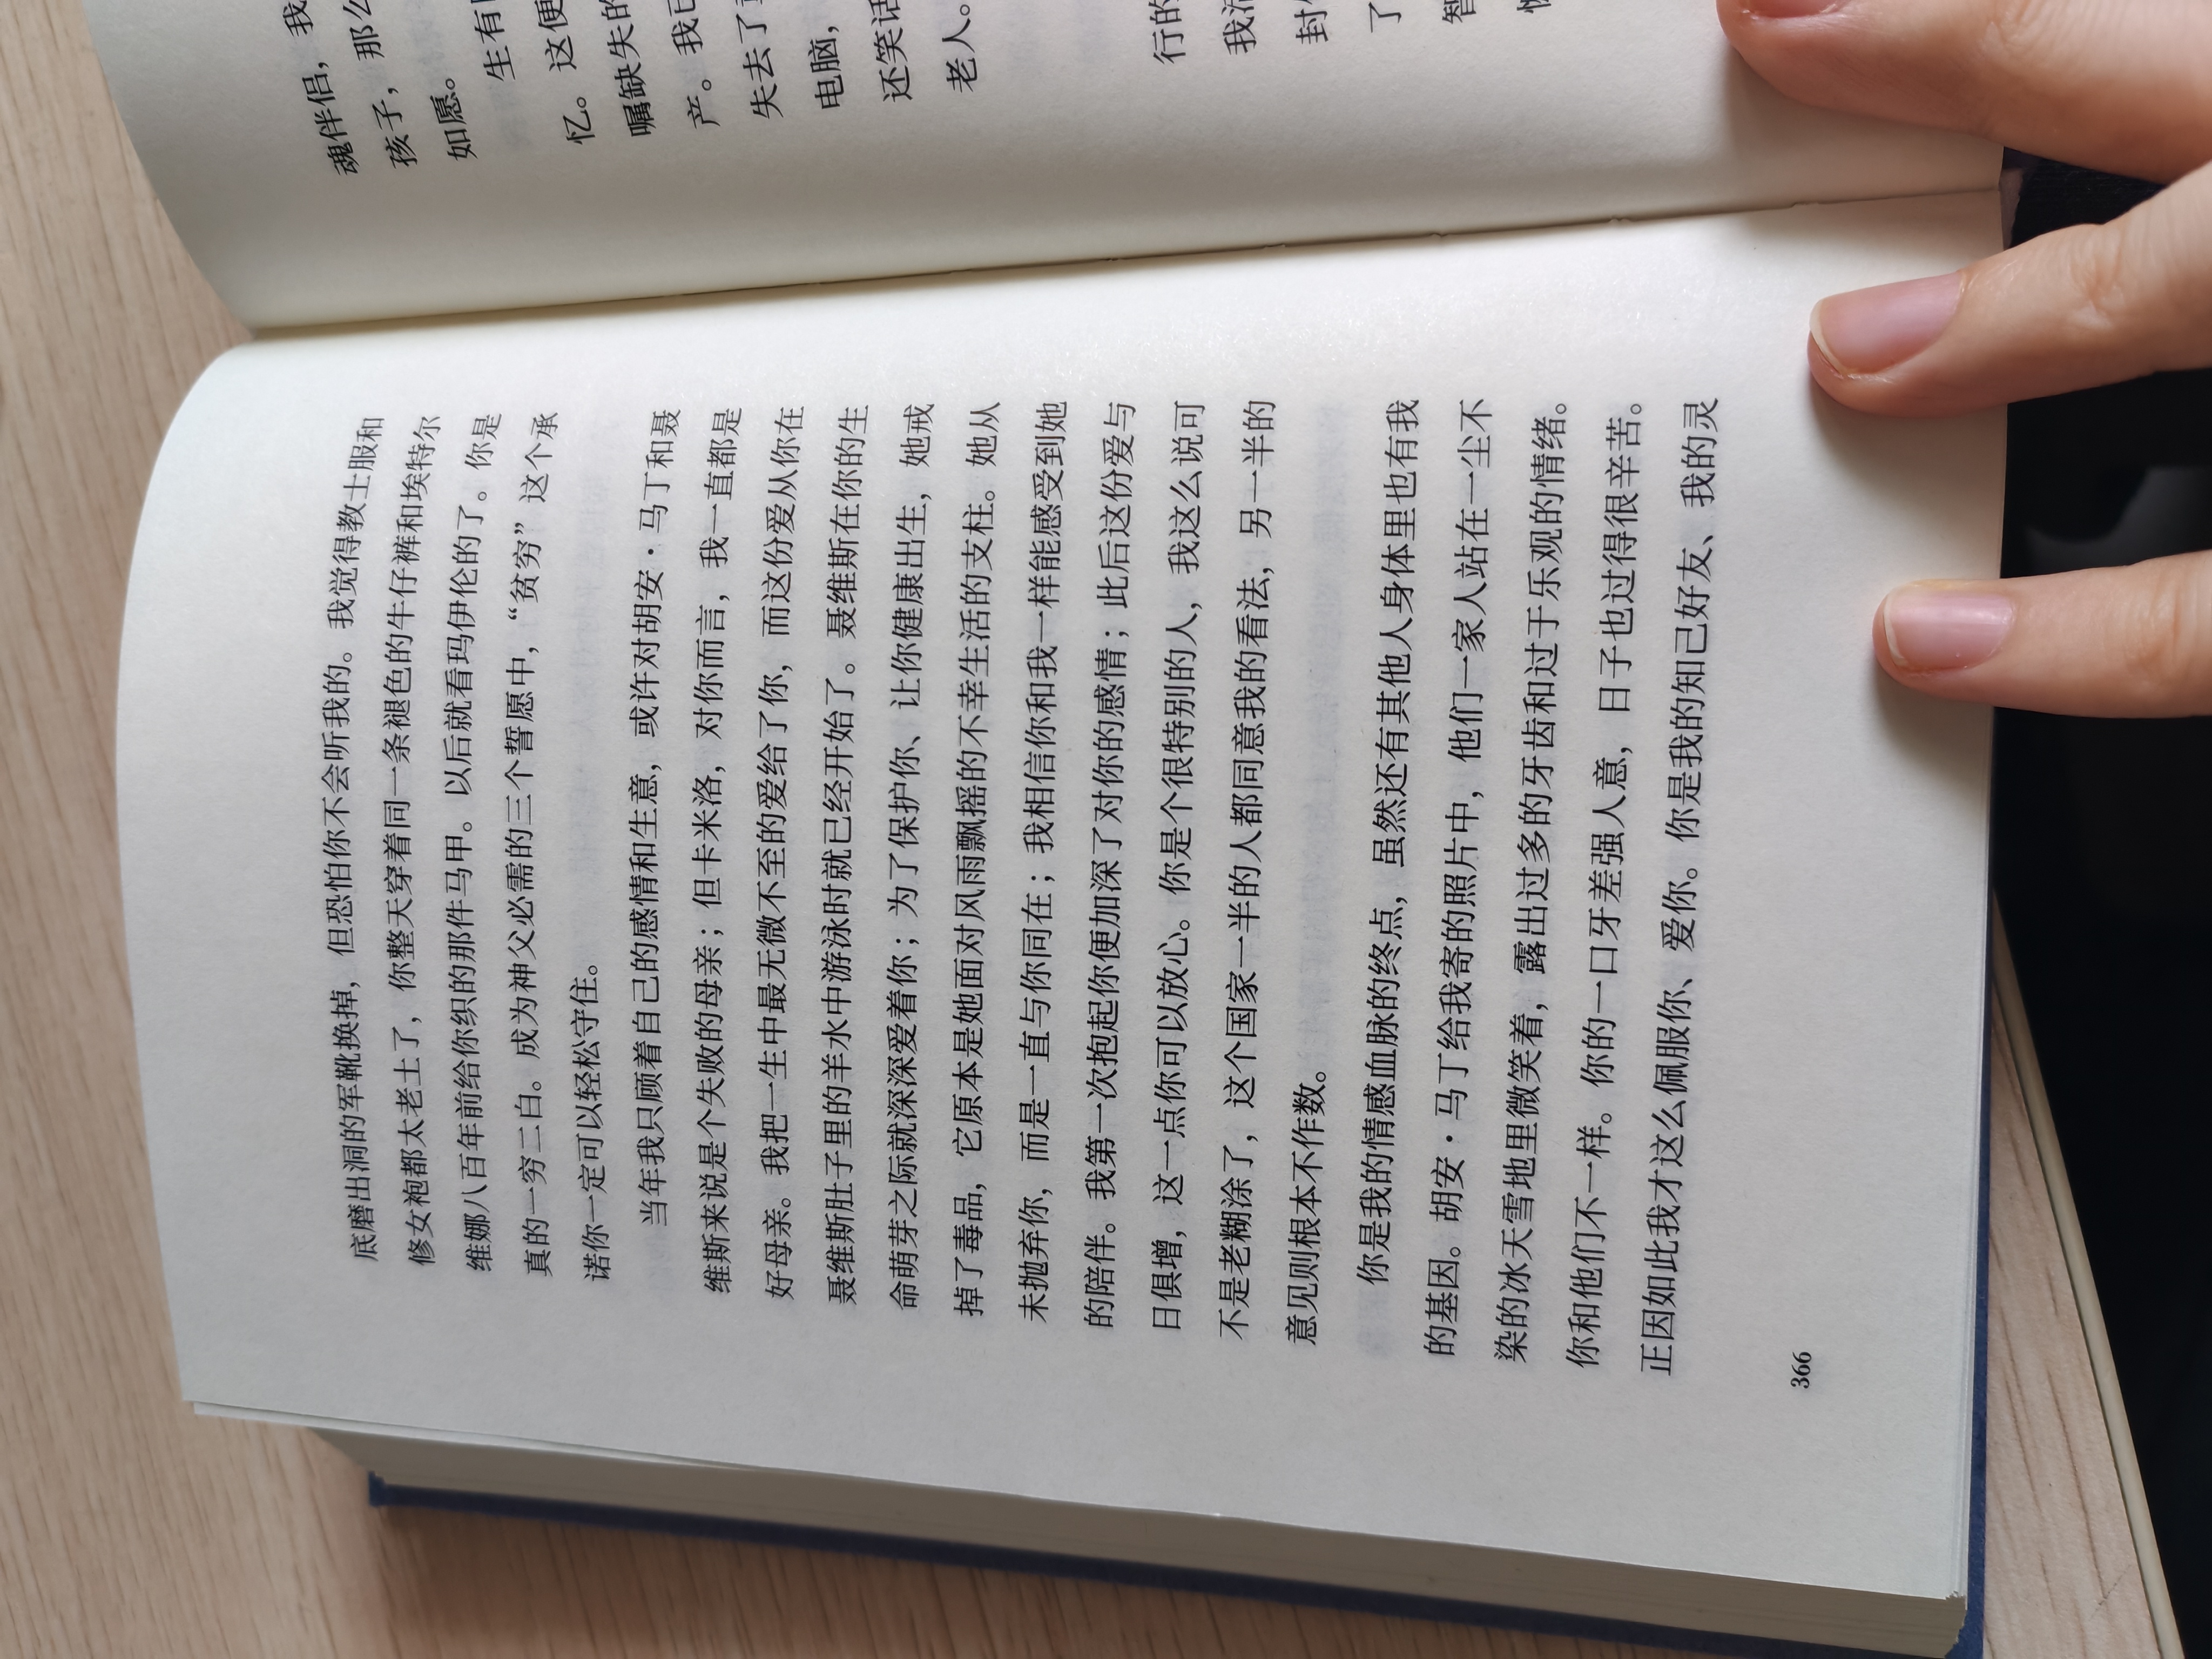 底磨出洞的军靴换掉，但恐怕你不会听我的。我觉得教士服和
修女袍都太老土了，你整天穿着同一条褪色的牛仔裤和埃特尔
维娜八百年前给你织的那件马甲。以后就看玛伊伦的了。你是
真的一穷二白。成为神父必需的三个誓愿中，“贫穷”这个承
诺你一定可以轻松守住。
当年我只顾着自己的感情和生意，或许对胡安·马丁和聂
维斯来说是个失败的母亲；但卡米洛，对你而言，我一直都是
好母亲。我把一生中最无微不至的爱给了你，而这份爱从你在
聂维斯肚子里的羊水中游泳时就已经开始了。聂维斯在你的生
命萌芽之际就深深爱着你；为了保护你、让你健康出生，她戒
掉了毒品，它原本是她面对风雨飘摇的不幸生活的支柱。她从
未抛弃你，而是一直与你同在；我相信你和我一样能感受到她
的陪伴。我第一次抱起你便加深了对你的感情；此后这份爱与
日俱增，这一点你可以放心。你是个很特别的人，我这么说可
不是老糊涂了，这个国家一半的人都同意我的看法，另一半的
意见则根本不作数。
你是我的情感血脉的终点，虽然还有其他人身体里也有我
的基因。胡安·马丁给我寄的照片中，他们一家人站在一尘不
染的冰天雪地里微笑着，露出过多的牙齿和过于乐观的情绪。
你和他们不一样。你的一口牙差强人意，日子也过得很辛苦。
正因如此我才这么佩服你、爱你。你是我的知己好友、我的灵
366
魂伴侣，我
孩子，那么
如愿。
生有
忆。这便
嘱缺失的
产。我已
失去了
电脑，
还笑话
老人。
行的
我活
封
了
智